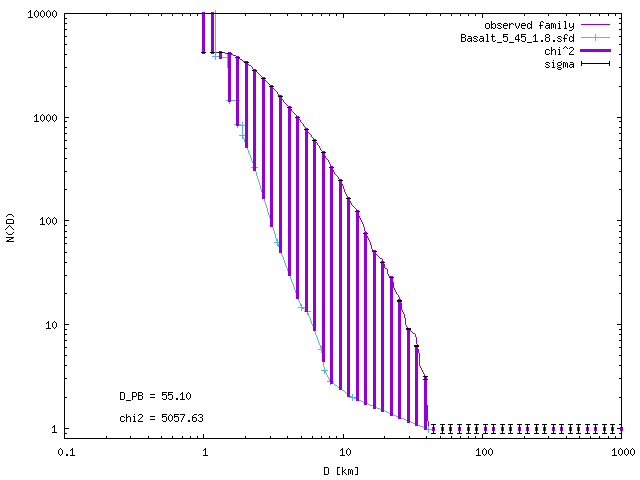 10000
1000
100
10
1
N(>D)
observed family
Basalt_5_45_1.8.sfd
chi^2
sigma
D_PB = 55.10
chi2 = 5057.63
0.1 1 10 100 1000
D [km]